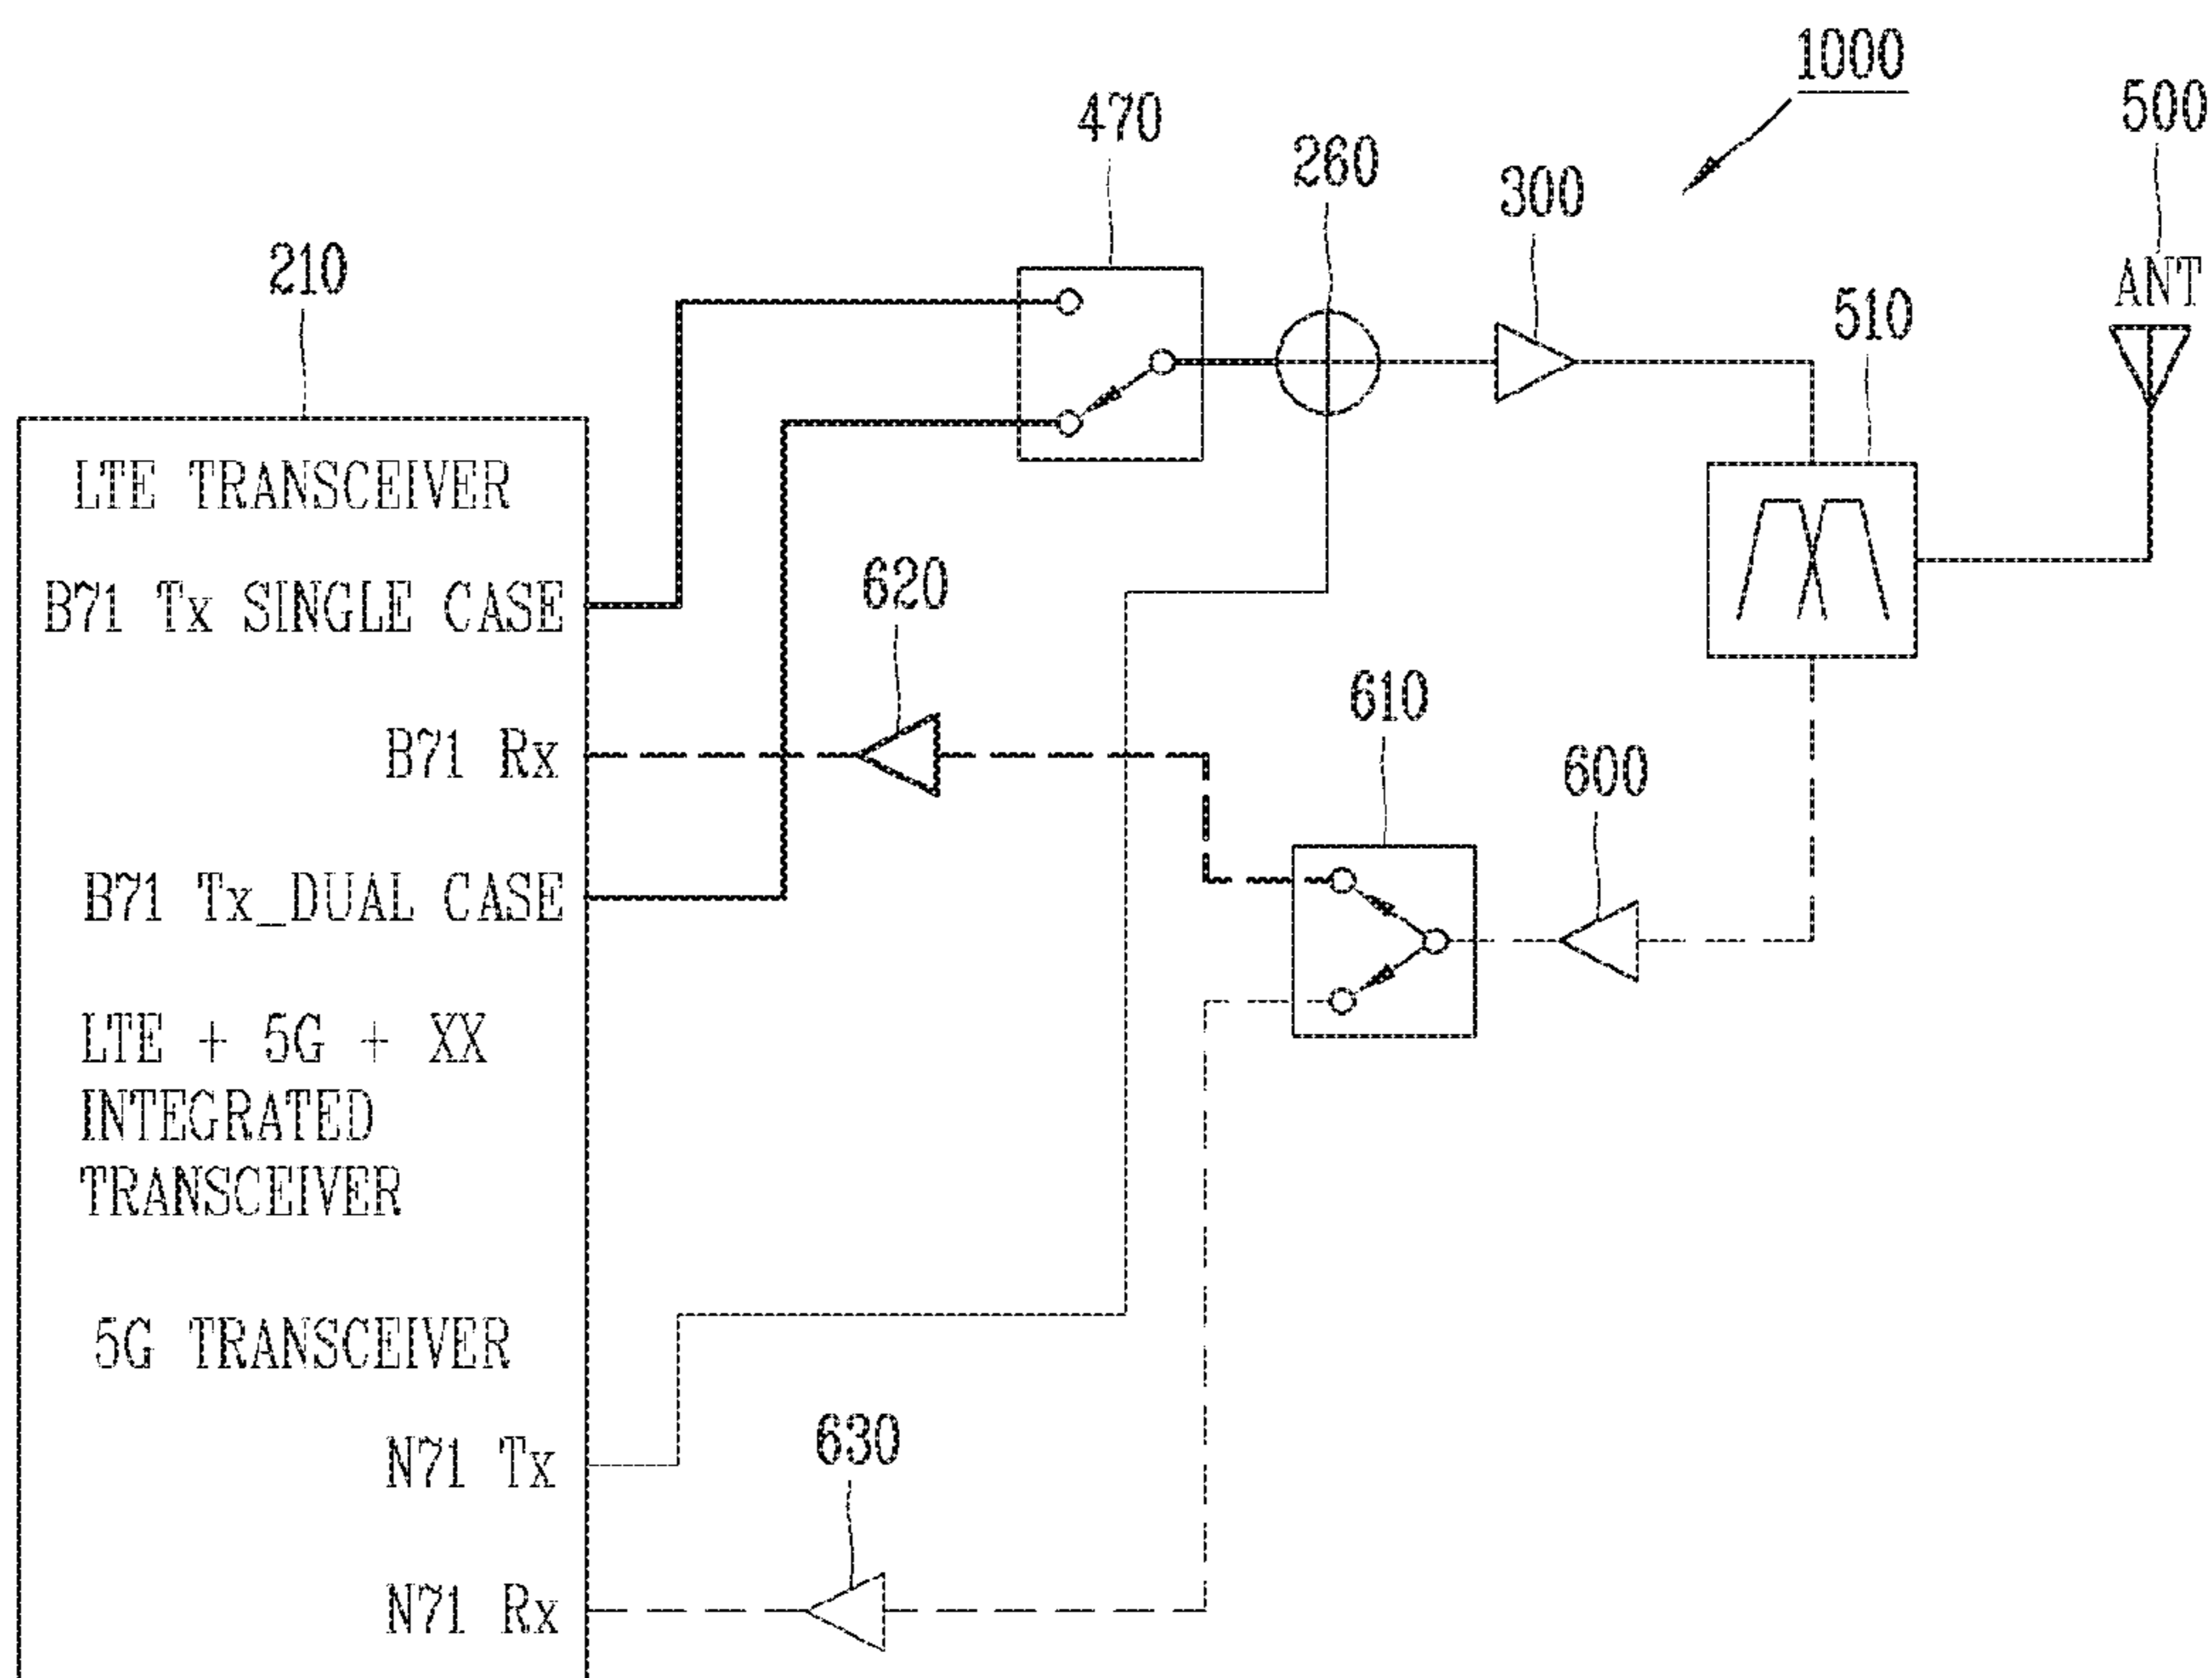 1000
500
470
260
300
ANT
210
510
LTE TRANSCEIVER
B71 Tx SINGLE CASE
620
610
B71 Rx
600
B71 Tx_DUAL CASE
LTE + 5G + XX
INTEGRATED
TRANSCEIVER
5G TRANSCEIVER
N71 Tx
630
N71 Rx